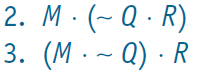 2. M · (~ Q · R)
3. (M · ~ Q) · R